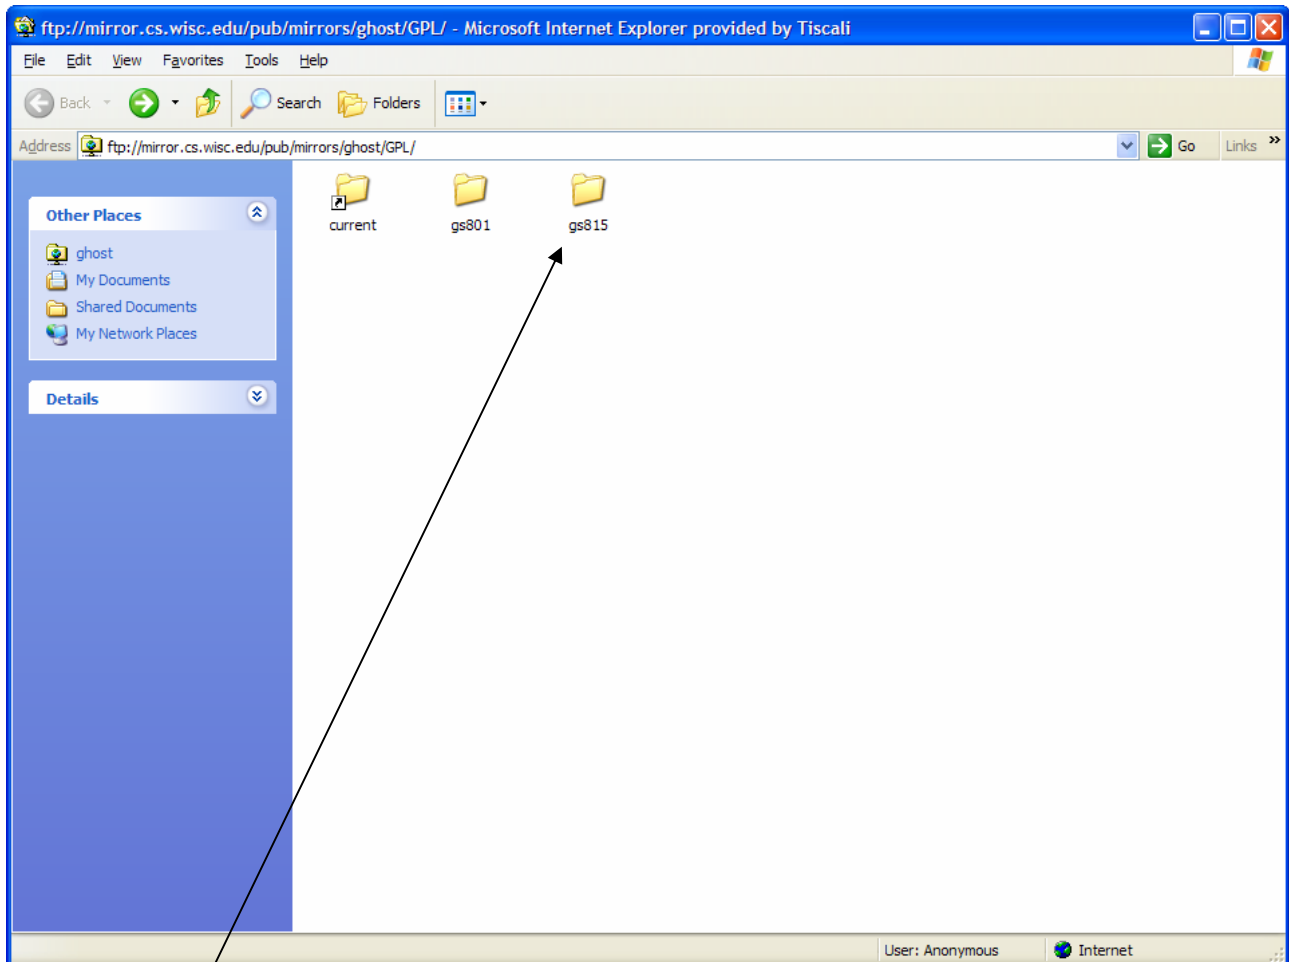 ftp://mirror.cs.wisc.edu/pub/mirrors/ghost/GPL/ - Microsoft Internet Explorer provided by Tiscali
File Edit View Favorites Tools Help
Back Search Folders
Address ftp://mirror.cs.wisc.edu/pub/mirrors/ghost/GPL/ Go Links »
Other Places
ghost
My Documents
Shared Documents
My Network Places
Details
current gs801 gs815
User: Anonymous Internet